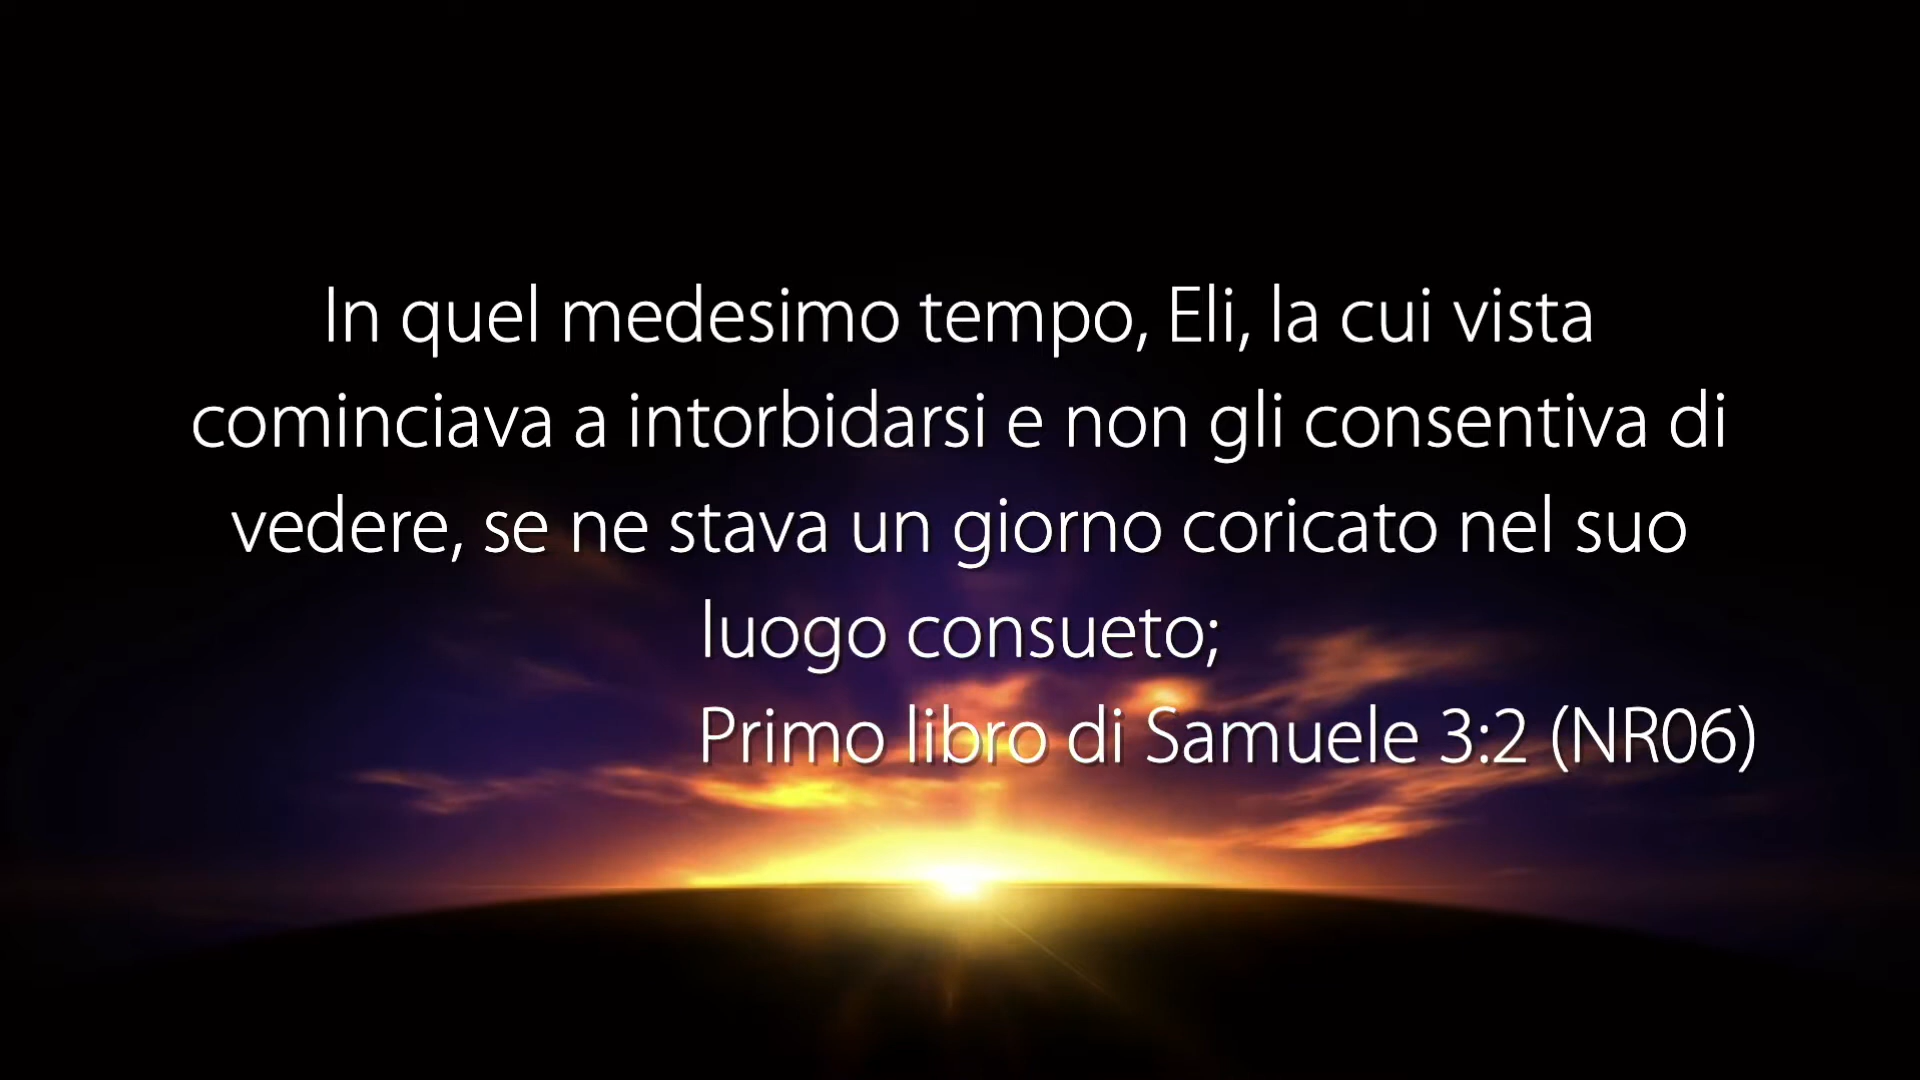 In quel medesimo tempo, Eli, la cui vista
cominciava a intorbidarsi e non gli consentiva di
vedere, se ne stava un giorno coricato nel suo
luogo consueto;
Primo libro di Samuele 3:2 (NR06)